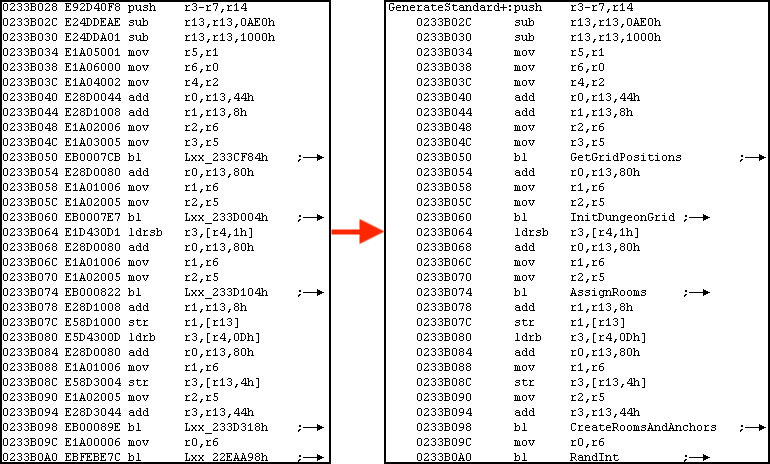 0233B028 E92D40F8 push r3-r7,r14
0233B02C E24DDEAE sub r13,r13,0AE0h
0233B030 E24DDA01 sub r13,r13,1000h
0233B034 E1A05001 mov r5,r1
0233B038 E1A06000 mov r6,r0
0233B03C E1A04002 mov r4,r2
0233B040 E28D0044 add r0,r13,44h
0233B044 E28D1008 add r1,r13,8h
0233B048 E1A02006 mov r2,r6
0233B04C E1A03005 mov r3,r5
0233B050 EB0007CB bl Lxx_233CF84h ;→
0233B054 E28D0080 add r0,r13,80h
0233B058 E1A01006 mov r1,r6
0233B05C E1A02005 mov r2,r5
0233B060 EB0007E7 bl Lxx_233D004h ;→
0233B064 E1D430D1 ldrsb r3,[r4,1h]
0233B068 E28D0080 add r0,r13,80h
0233B06C E1A01006 mov r1,r6
0233B070 E1A02005 mov r2,r5
0233B074 EB000822 bl Lxx_233D104h ;→
0233B078 E28D1008 add r1,r13,8h
0233B07C E58D1000 str r1,[r13]
0233B080 E5D4300D ldrb r3,[r4,0Dh]
0233B084 E28D0080 add r0,r13,80h
0233B088 E1A01006 mov r1,r6
0233B08C E58D3004 str r3,[r13,4h]
0233B090 E1A02005 mov r2,r5
0233B094 E28D3044 add r3,r13,44h
0233B098 EB00089E bl Lxx_233D318h ;→
0233B09C E1A00006 mov r0,r6
0233B0A0 EBFEBE7C bl Lxx_22EAA98h ;→
GenerateStandard+:push r3-r7,r14
0233B02C sub r13,r13,0AE0h
0233B030 sub r13,r13,1000h
0233B034 mov r5,r1
0233B038 mov r6,r0
0233B03C mov r4,r2
0233B040 add r0,r13,44h
0233B044 add r1,r13,8h
0233B048 mov r2,r6
0233B04C mov r3,r5
0233B050 bl GetGridPositions ;→
0233B054 add r0,r13,80h
0233B058 mov r1,r6
0233B05C mov r2,r5
0233B060 bl InitDungeonGrid ;→
0233B064 ldrsb r3,[r4,1h]
0233B068 add r0,r13,80h
0233B06C mov r1,r6
0233B070 mov r2,r5
0233B074 bl AssignRooms ;→
0233B078 add r1,r13,8h
0233B07C str r1,[r13]
0233B080 ldrb r3,[r4,0Dh]
0233B084 add r0,r13,80h
0233B088 mov r1,r6
0233B08C str r3,[r13,4h]
0233B090 mov r2,r5
0233B094 add r3,r13,44h
0233B098 bl CreateRoomsAndAnchors ;→
0233B09C mov r0,r6
0233B0A0 bl RandInt ;→